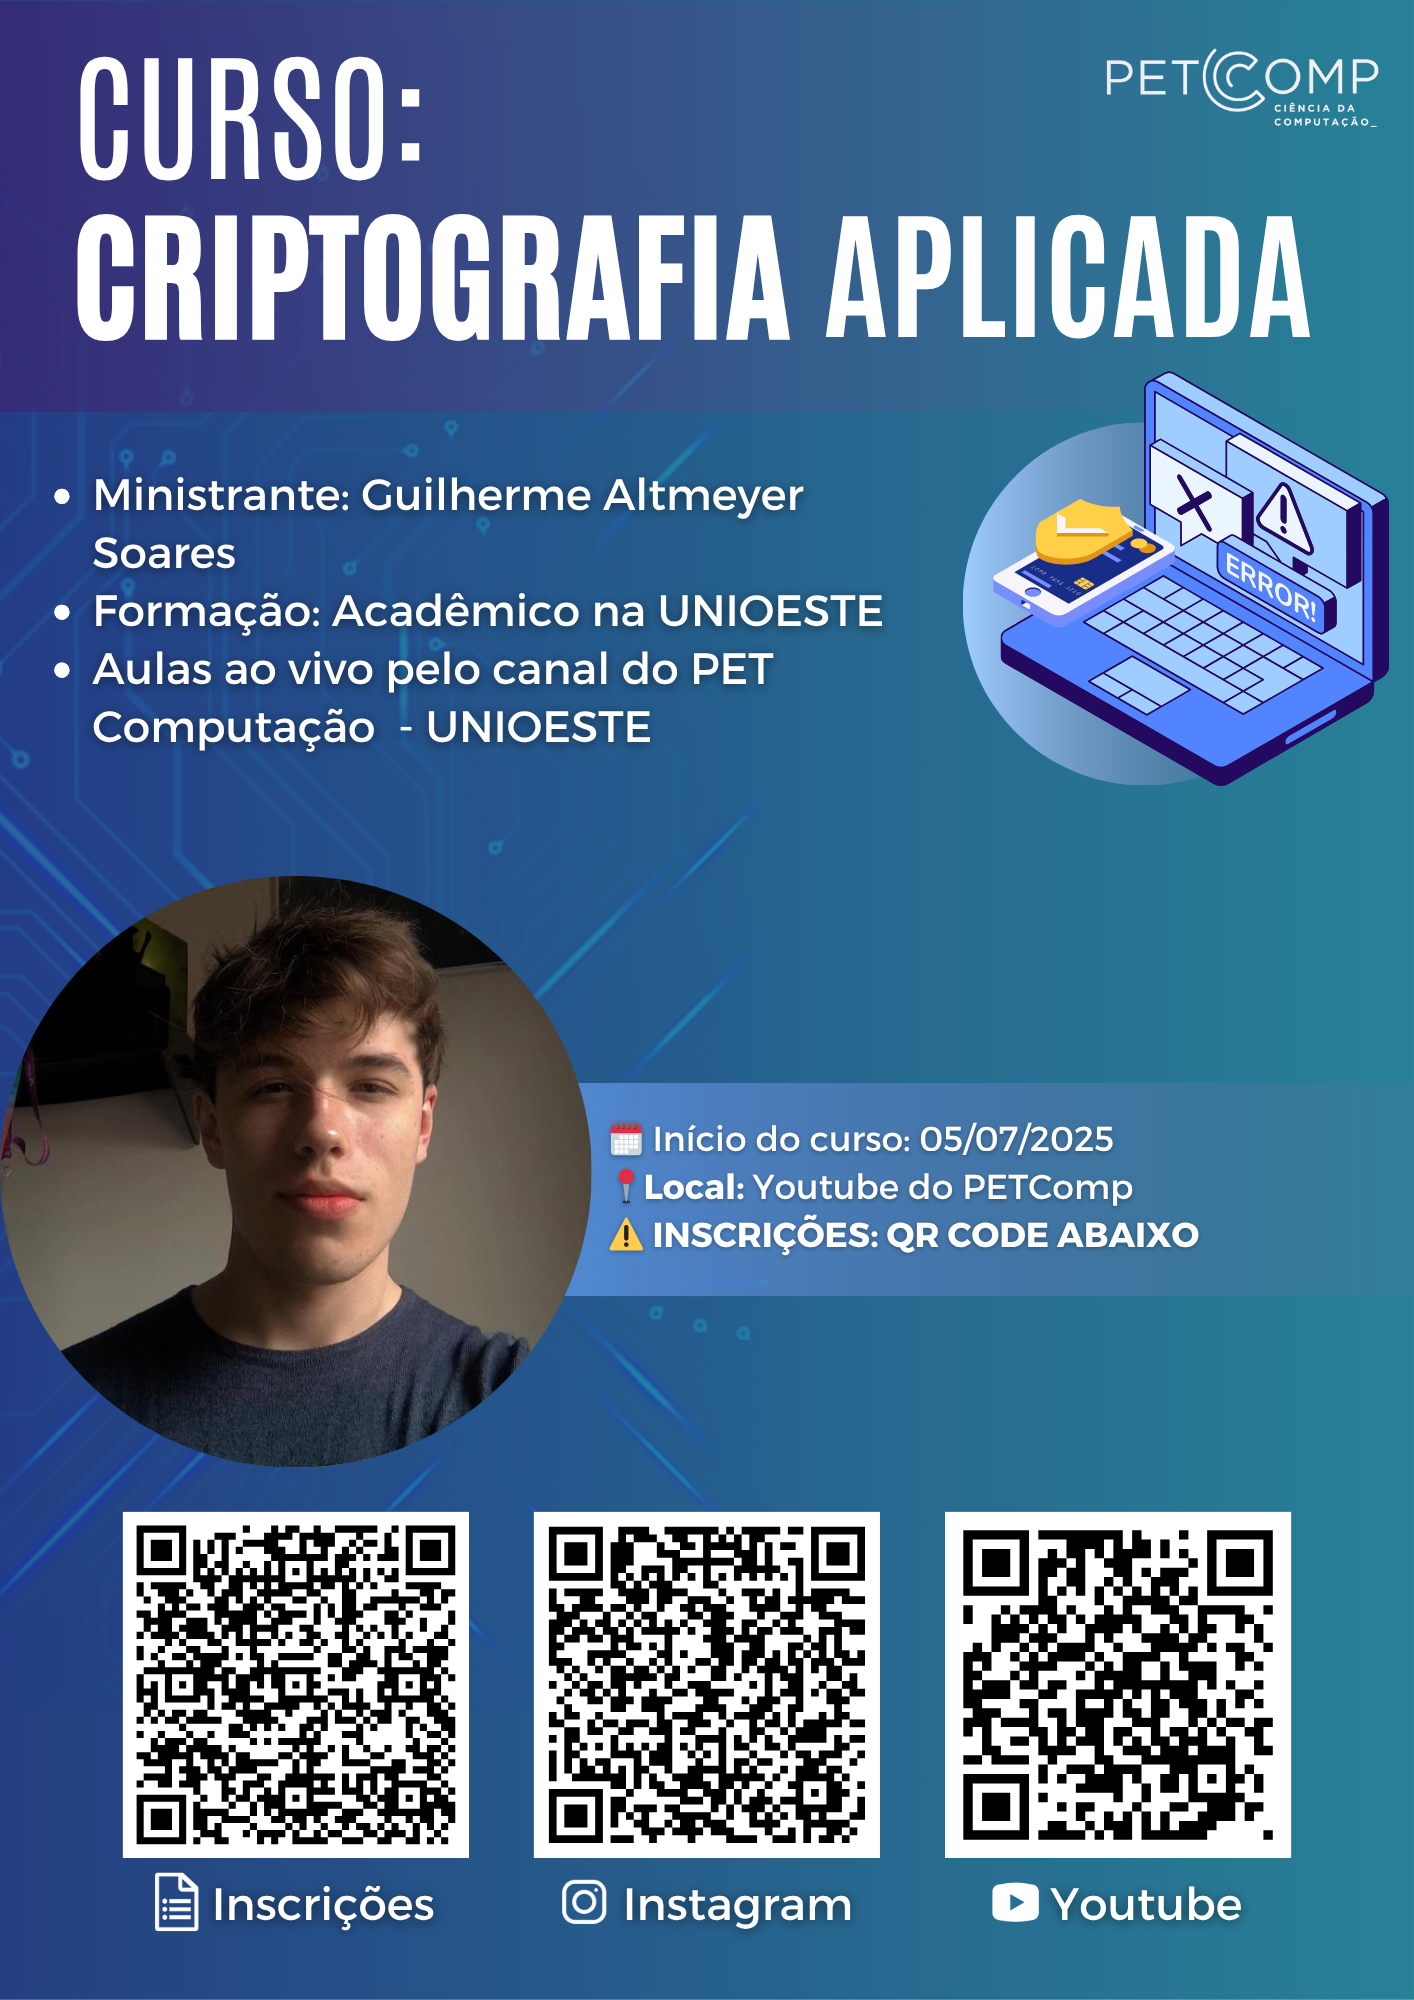 CURSO:
PETCOMP
CIÊNCIA DA
COMPUTAÇÃO_
CRIPTOGRAFIA APLICADA
• Ministrante: Guilherme Altmeyer
Soares
• Formação: Acadêmico na UNIOESTE
• Aulas ao vivo pelo canal do PET
Computação - UNIOESTE
ERROR!
Início do curso: 05/07/2025
Local: Youtube do PETComp
INSCRIÇÕES: QR CODE ABAIXO
Inscrições
Instagram
Youtube